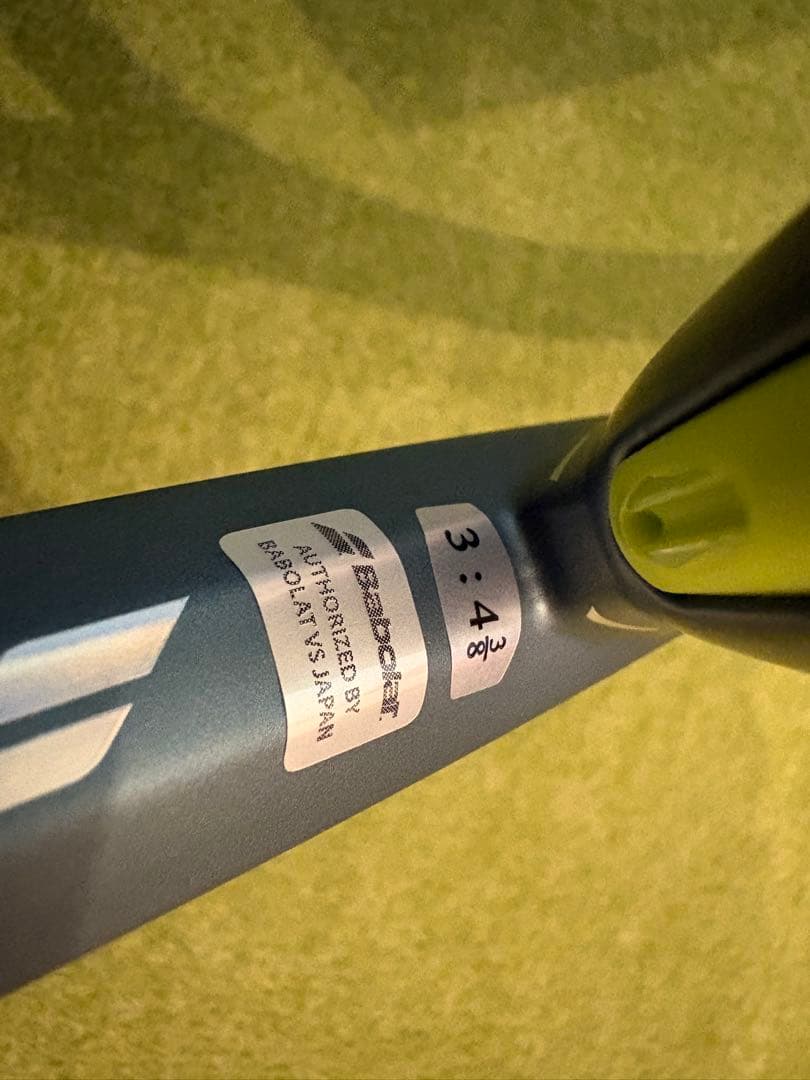 Babolat
AUTHORIZED BY
BABOLAT VS JAPAN
3 : 4 3/8